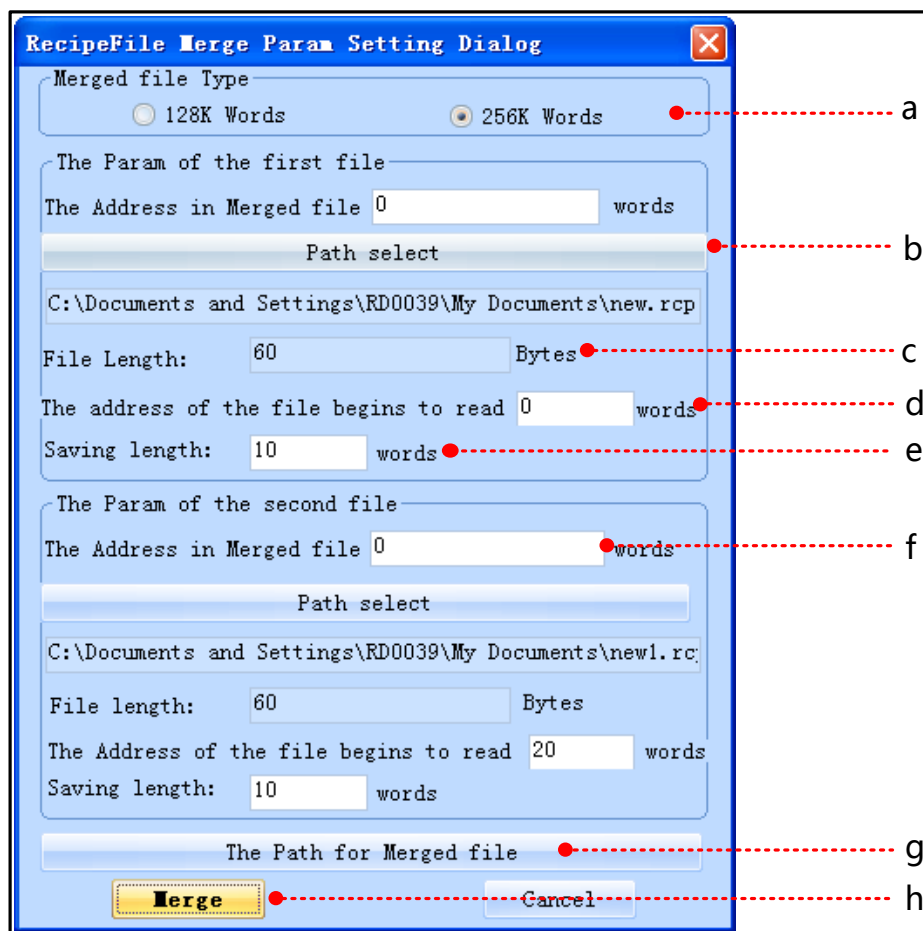 RecipeFile Merge Param Setting Dialog
Merged file Type
128K Words 256K Words
a
The Param of the first file
The Address in Merged file 0 words
Path select
b
C:\Documents and Settings\RD0039\My Documents\new.rcp
File Length: 60 Bytes
c
The address of the file begins to read 0 words
d
Saving length: 10 words
e
The Param of the second file
The Address in Merged file 0 words
f
Path select
C:\Documents and Settings\RD0039\My Documents\new1.rc
File length: 60 Bytes
The Address of the file begins to read 20 words
Saving length: 10 words
The Path for Merged file
g
Merge Cancel
h